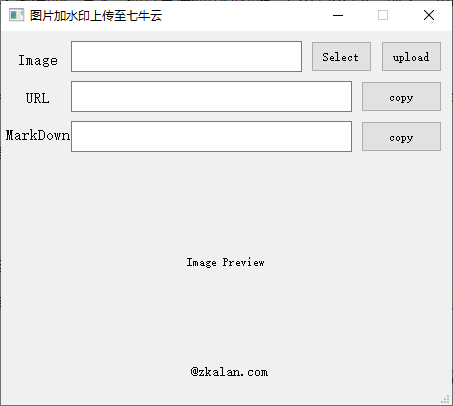 图片加水印上传至七牛云
Image Select upload
URL copy
MarkDown copy
Image Preview
@zkalan.com